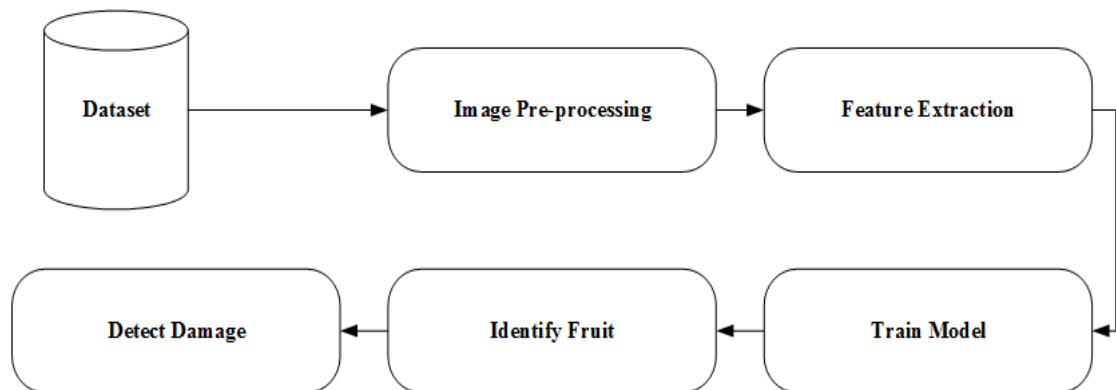 Dataset
Image Pre-processing
Feature Extraction
Train Model
Identify Fruit
Detect Damage